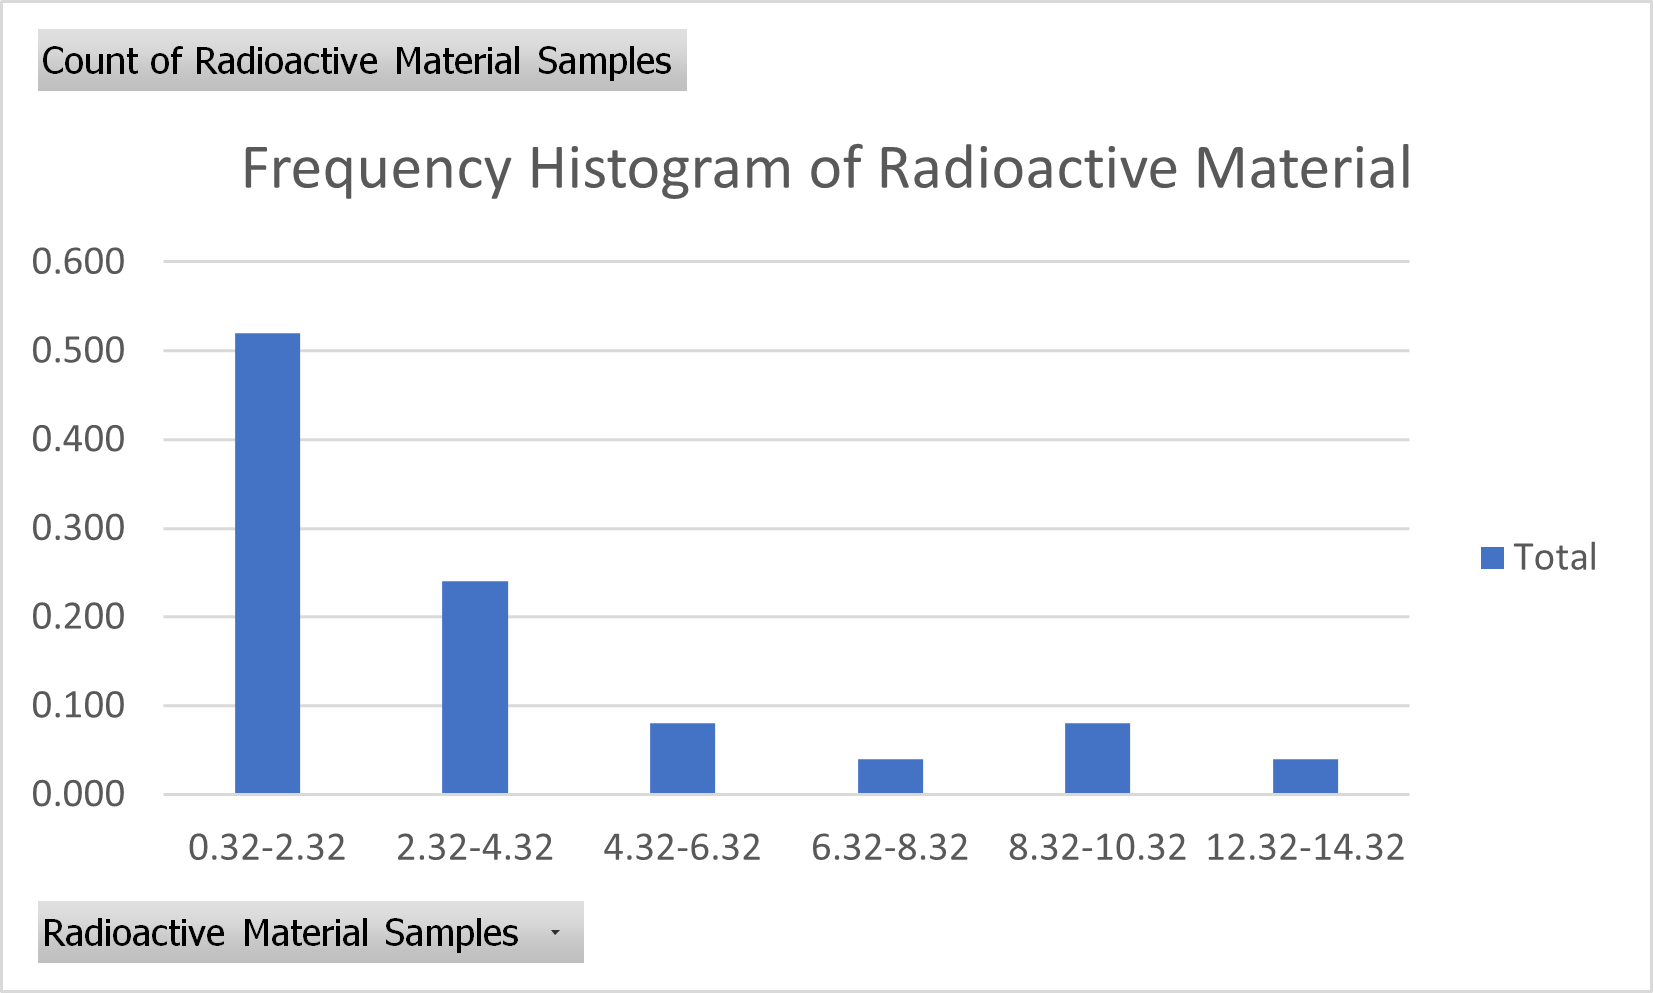 Count of Radioactive Material Samples
Frequency Histogram of Radioactive Material
0.600
0.500
0.400
0.300
0.200
0.100
0.000
0.32-2.32 2.32-4.32 4.32-6.32 6.32-8.32 8.32-10.32 12.32-14.32
Total
Radioactive Material Samples